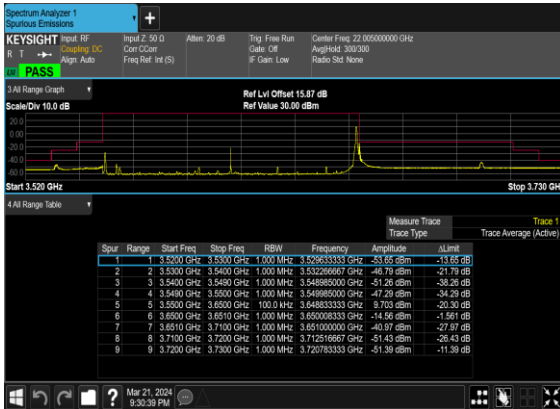 Spectrum Analyzer 1
Spurious Emissions
+
KEYSIGHT Input: RF Input Z: 50 Ω Atten: 20 dB Trig: Free Run Center Freq: 22.005000000 GHz
R T Coupling: DC Corr CCorr Gate: Off Avg|Hold: 300/300
Align: Auto Freq Ref: Int (S) IF Gain: Low Radio Std: None
LXI PASS
3 All Range Graph
Ref Lvl Offset 15.87 dB
Scale/Div 10.0 dB Ref Value 30.00 dBm
20.0
0.00
-20.0
-40.0
-60.0
Start 3.520 GHz Stop 3.730 GH
4 All Range Table
Measure Trace Trace 1
Trace Type Trace Average (Active)
Spur Range Start Freq Stop Freq RBW Frequency Amplitude ΔLimit
1 1 3.5200 GHz 3.5300 GHz 1.000 MHz 3.529633333 GHz -53.65 dBm -13.65 dB
2 2 3.5300 GHz 3.5400 GHz 1.000 MHz 3.532266667 GHz -46.79 dBm -21.79 dB
3 3 3.5400 GHz 3.5490 GHz 1.000 MHz 3.548985000 GHz -51.26 dBm -38.26 dB
4 4 3.5490 GHz 3.5500 GHz 1.000 MHz 3.549985000 GHz -47.29 dBm -34.29 dB
5 5 3.5500 GHz 3.6500 GHz 100.0 kHz 3.648833333 GHz 9.703 dBm -20.30 dB
6 6 3.6500 GHz 3.6510 GHz 1.000 MHz 3.650008333 GHz -14.56 dBm -1.561 dB
7 7 3.6510 GHz 3.7100 GHz 1.000 MHz 3.651000000 GHz -40.97 dBm -27.97 dB
8 8 3.7100 GHz 3.7200 GHz 1.000 MHz 3.712516667 GHz -51.43 dBm -26.43 dB
9 9 3.7200 GHz 3.7300 GHz 1.000 MHz 3.720783333 GHz -51.39 dBm -11.39 dB
? Mar 21, 2024
9:30:39 PM